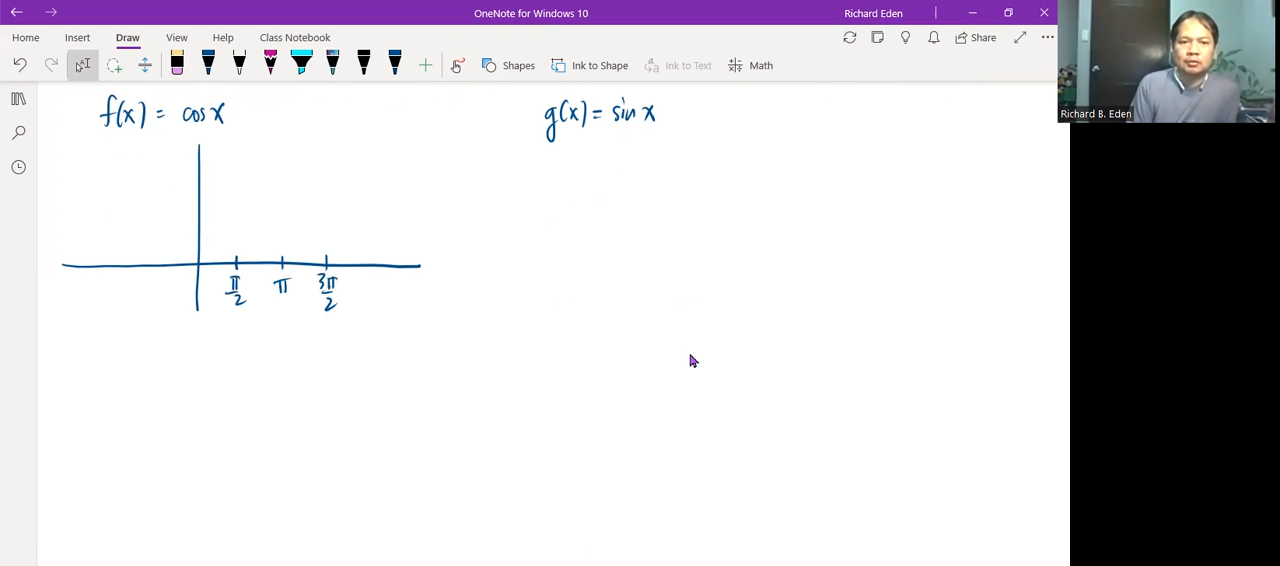 OneNote for Windows 10
Richard Eden
Home Insert Draw View Help Class Notebook
Share
Shapes Ink to Shape Ink to Text Math
Richard B. Eden
f(x) = cos x
g(x) = sin x
π/2 π 3π/2